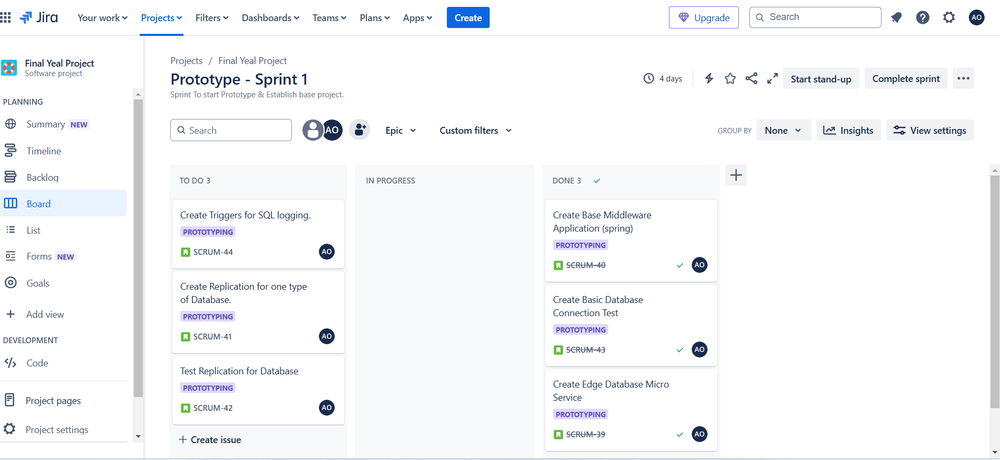 Jira
Your work
Projects
Filters
Dashboards
Teams
Plans
Apps
Create
Upgrade
Search
AO
Final Yeal Project
Software project
PLANNING
Summary NEW
Timeline
Backlog
Board
List
Forms NEW
Goals
Add view
DEVELOPMENT
Code
Project pages
Project settings
Projects / Final Yeal Project
Prototype - Sprint 1
Sprint To start Prototype & Establish base project.
4 days
Start stand-up
Complete sprint
Search
AO
Epic
Custom filters
GROUP BY
None
Insights
View settings
TO DO 3
Create Triggers for SQL logging.
PROTOTYPING
SCRUM-44
AO
Create Replication for one type
of Database.
PROTOTYPING
SCRUM-41
AO
Test Replication for Database
PROTOTYPING
SCRUM-42
AO
+ Create issue
IN PROGRESS
DONE 3
Create Base Middleware
Application (spring)
PROTOTYPING
SCRUM-40
AO
Create Basic Database
Connection Test
PROTOTYPING
SCRUM-43
AO
Create Edge Database Micro
Service
PROTOTYPING
SCRUM-39
AO